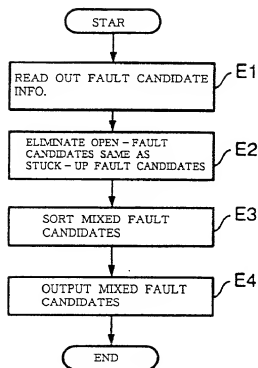 STAR
READ OUT FAULT CANDIDATE
INFO.
E1
ELIMINATE OPEN-FAULT
CANDIDATES SAME AS
STUCK-UP FAULT CANDIDATES
E2
SORT MIXED FAULT
CANDIDATES
E3
OUTPUT MIXED FAULT
CANDIDATES
E4
END